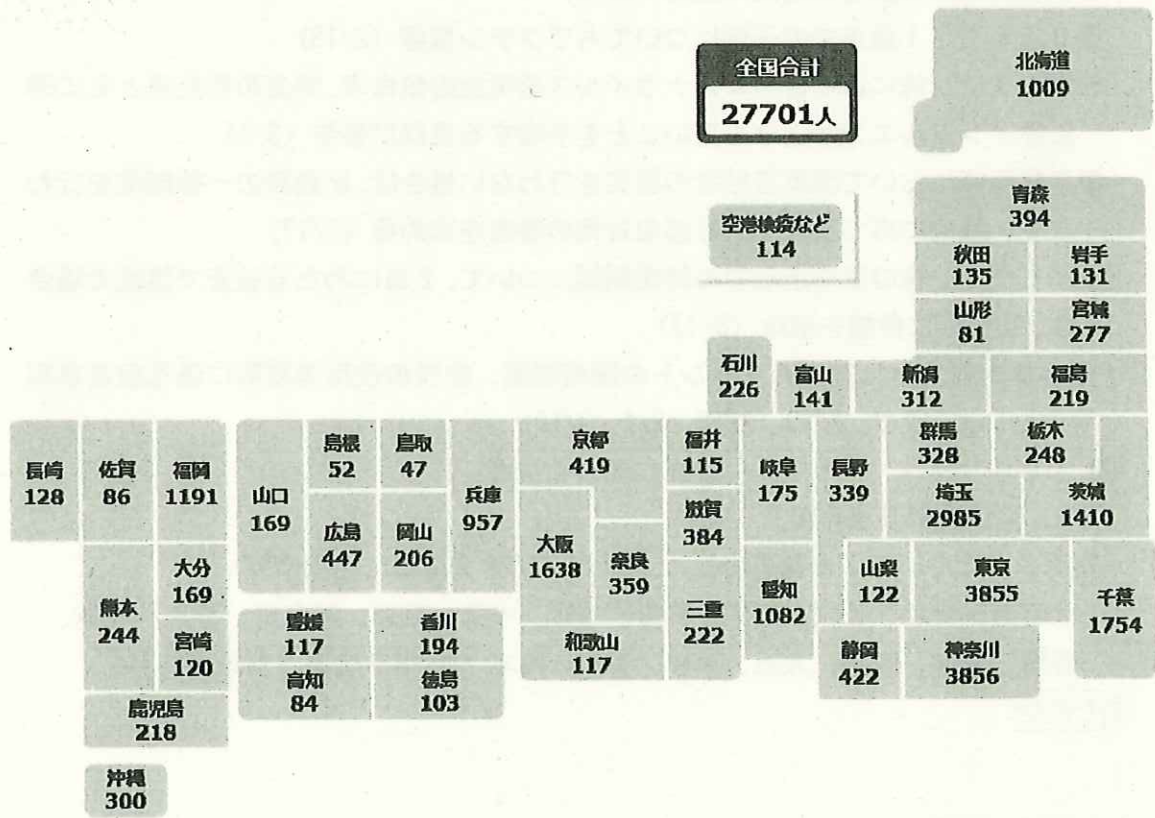 全国合計
27701人
北海道
1009
青森
394
空港検疫など
114
秋田
135
岩手
131
山形
81
宮城
277
石川
226
富山
141
新潟
312
福島
219
長崎
128
佐賀
86
福岡
1191
山口
169
島根
52
鳥取
47
兵庫
957
京都
419
福井
115
岐阜
175
長野
339
群馬
328
栃木
248
広島
447
岡山
206
大阪
1638
奈良
359
滋賀
384
埼玉
2985
茨城
1410
熊本
244
大分
169
宮崎
120
愛媛
117
香川
194
高知
84
徳島
103
和歌山
117
三重
222
愛知
1082
山梨
122
東京
3855
千葉
1754
静岡
422
神奈川
3856
鹿児島
218
沖縄
300